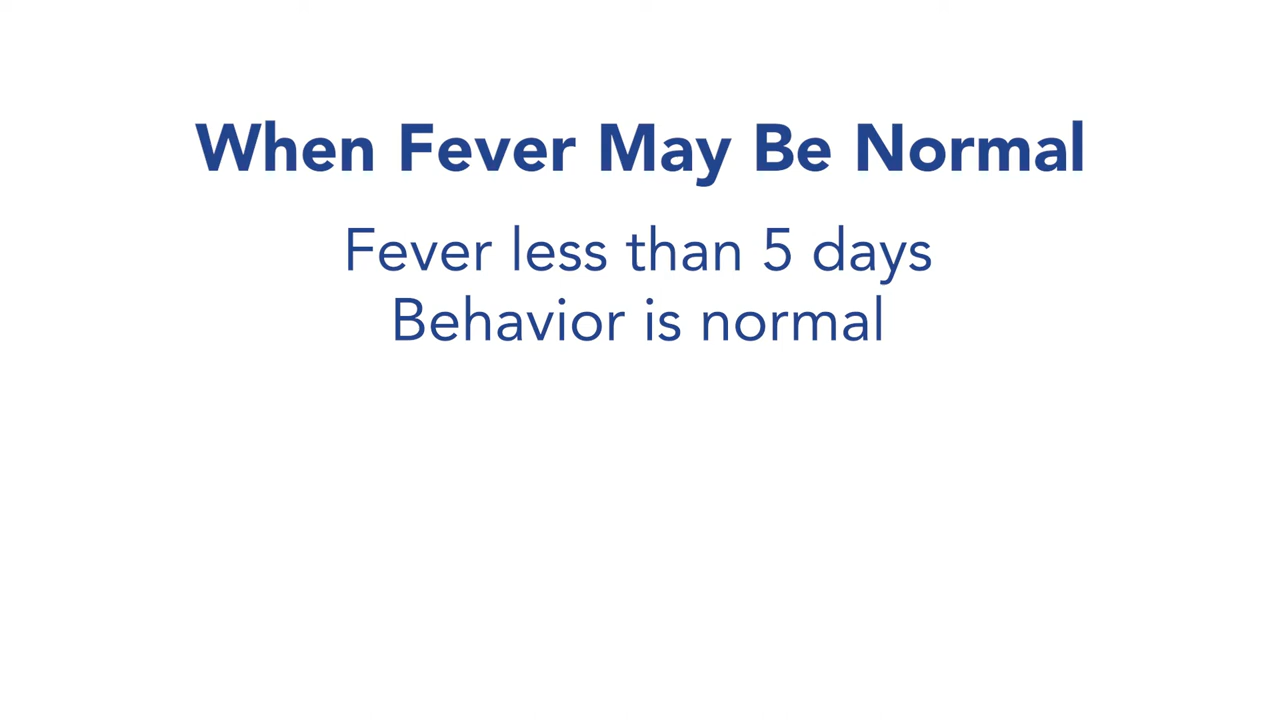 When Fever May Be Normal
Fever less than 5 days
Behavior is normal